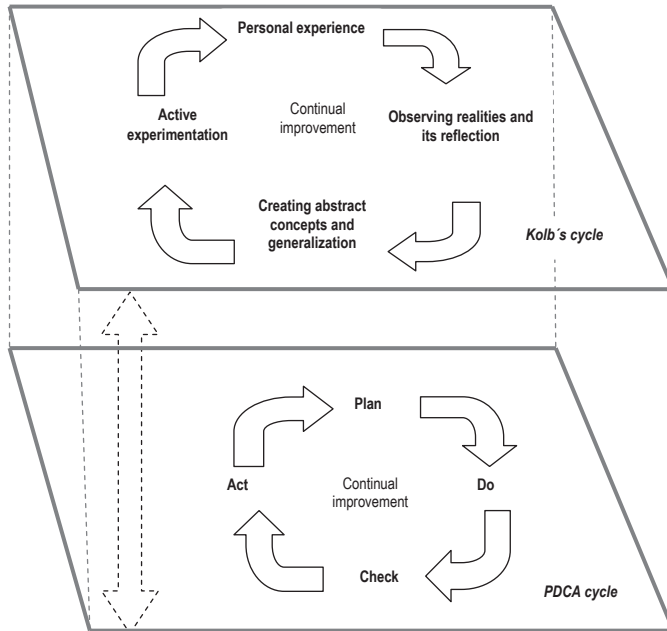 Personal experience
Active
experimentation
Continual
improvement
Observing realities and
its reflection
Creating abstract
concepts and
generalization
Kolb´s cycle
Plan
Act
Continual
improvement
Do
Check
PDCA cycle